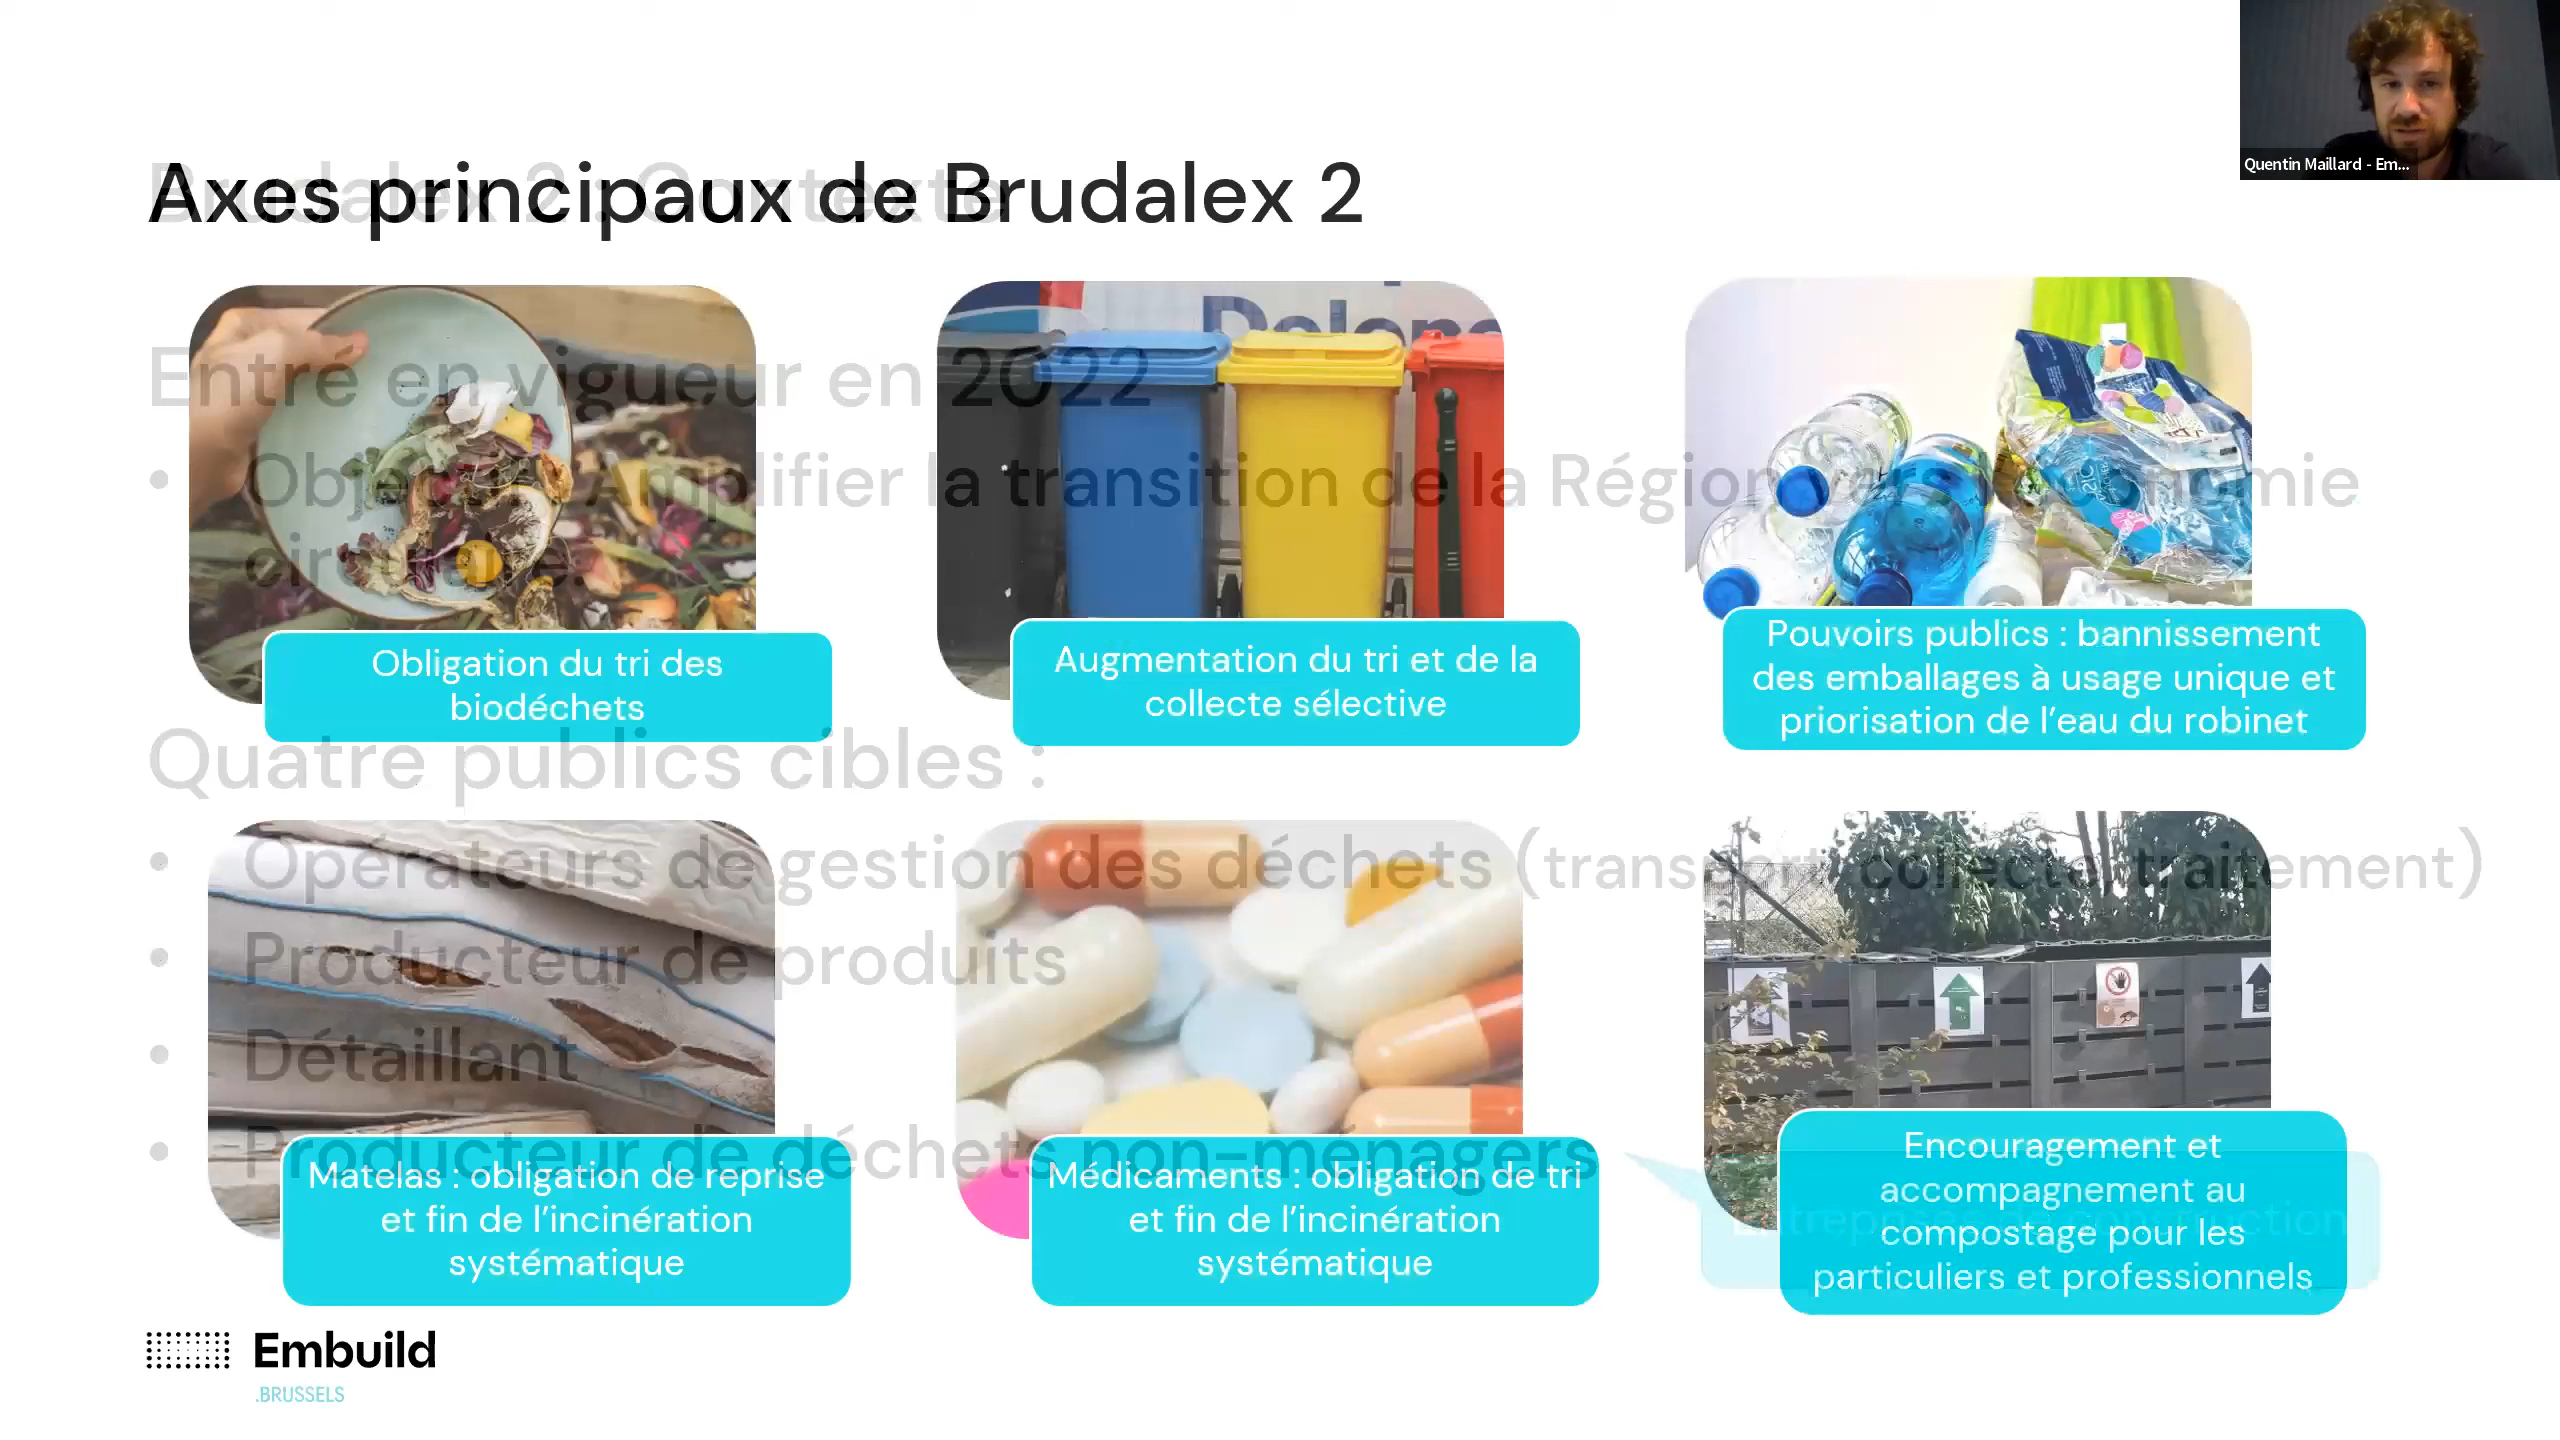 Quentin Maillard - Em...
Axes principaux de Brudalex 2
Brudalex 2 : Contexte
Entré en vigueur en 2022
• Objectif : Amplifier la transition de la Région vers l'économie
circulaire.
Obligation du tri des
biodéchets
Augmentation du tri et de la
collecte sélective
Pouvoirs publics : bannissement
des emballages à usage unique et
priorisation de l'eau du robinet
Quatre publics cibles :
• Opérateurs de gestion des déchets (transport, collecte, traitement)
• Producteur de produits
• Détaillant
• Producteur de déchets non-ménagers
Matelas : obligation de reprise
et fin de l'incinération
systématique
Médicaments : obligation de tri
et fin de l'incinération
systématique
Encouragement et
accompagnement au
compostage pour les
particuliers et professionnels
Entreprises de construction
Embuild
.BRUSSELS